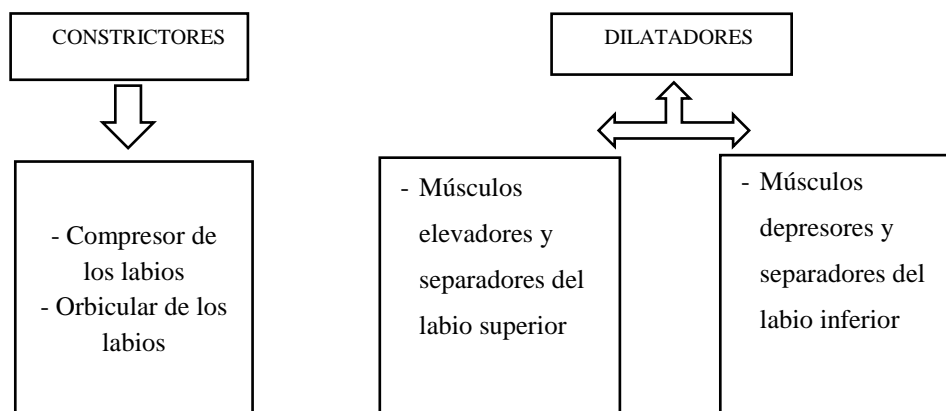 CONSTRICTORES
DILATADORES
- Compresor de
los labios
- Orbicular de los
labios
- Músculos
elevadores y
separadores del
labio superior
- Músculos
depresores y
separadores del
labio inferior